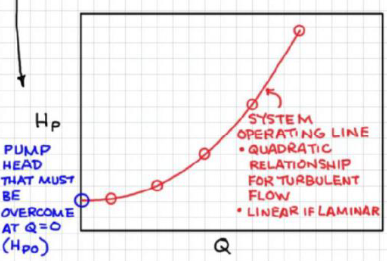 Hp
PUMP
HEAD
THAT MUST
BE
OVERCOME
AT Q=0
(Hpo)
SYSTEM
OPERATING LINE
• QUADRATIC
RELATIONSHIP
FOR TURBULENT
FLOW
• LINEAR IF LAMINAR
Q